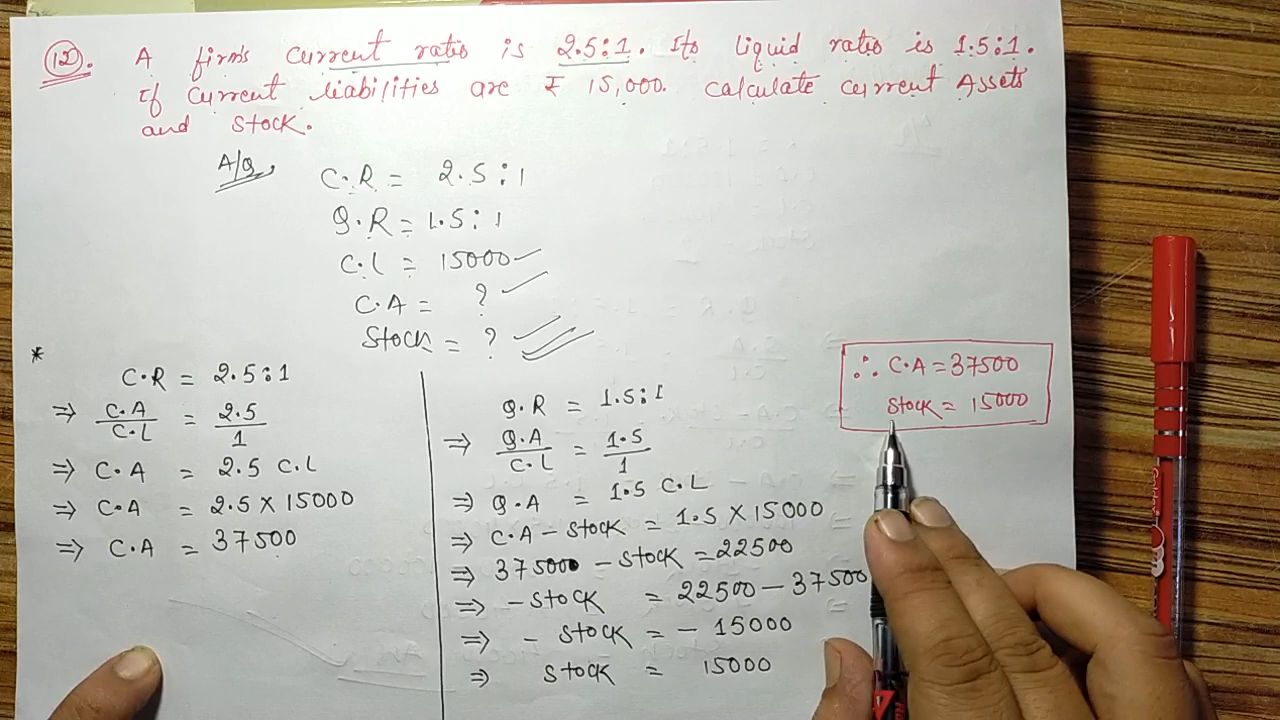 12. A firm's current ratio is 2.5:1. Its liquid ratio is 1.5:1.
If current liabilities are ₹ 15,000. calculate current Assets
and stock.
A/Q,
C.R = 2.5:1
Q.R = 1.5:1
C.L = 15000
C.A = ?
Stock = ?
*
C.R = 2.5:1
⇒ C.A/C.L = 2.5/1
⇒ C.A = 2.5 C.L
⇒ C.A = 2.5 × 15000
⇒ C.A = 37500
Q.R = 1.5:1
⇒ Q.A/C.L = 1.5/1
⇒ Q.A = 1.5 C.L
⇒ C.A - stock = 1.5 × 15000
⇒ 37500 - stock = 22500
⇒ - stock = 22500 - 37500
⇒ - stock = - 15000
⇒ stock = 15000
∴ C.A = 37500
Stock = 15000